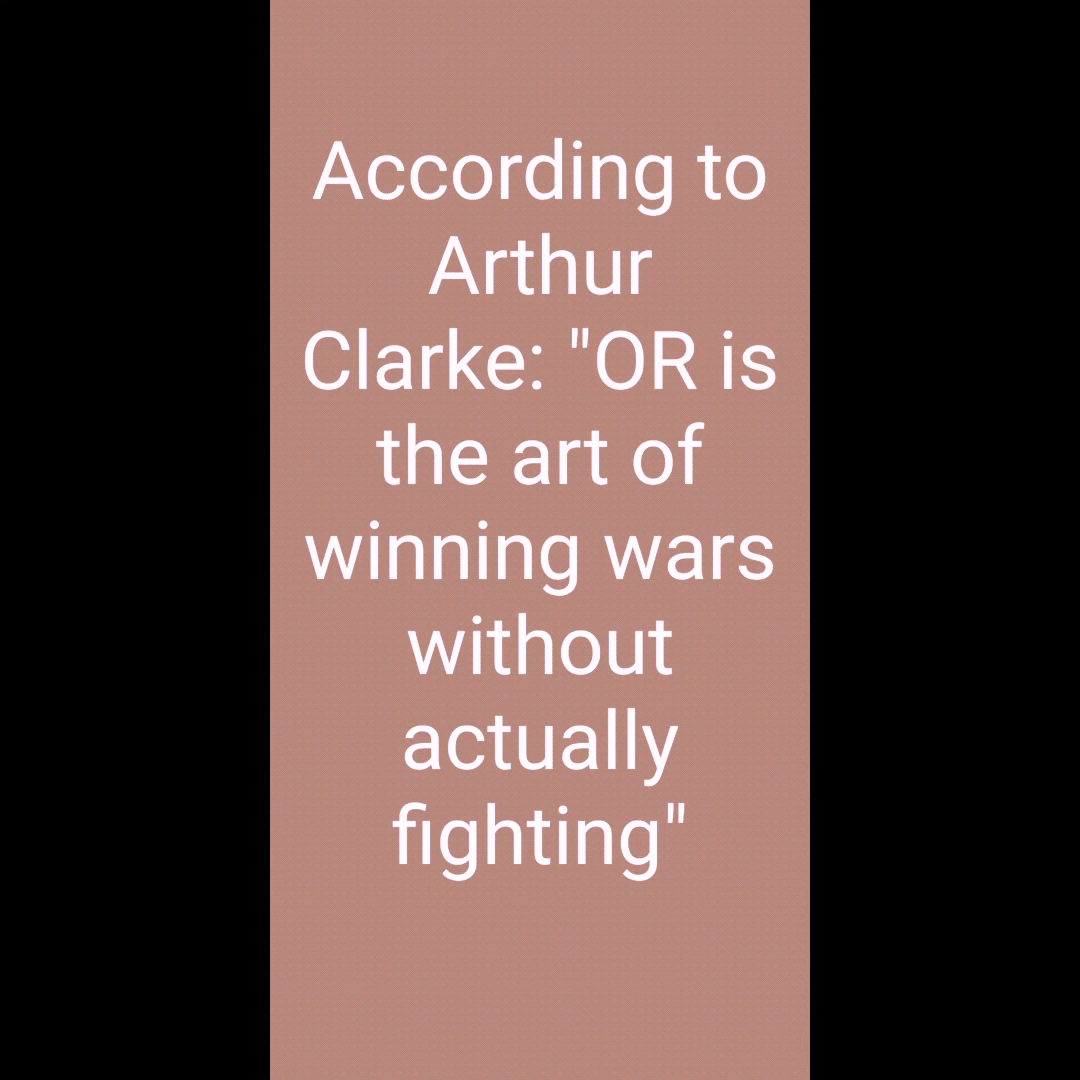 According to
Arthur
Clarke: "OR is
the art of
winning wars
without
actually
fighting"